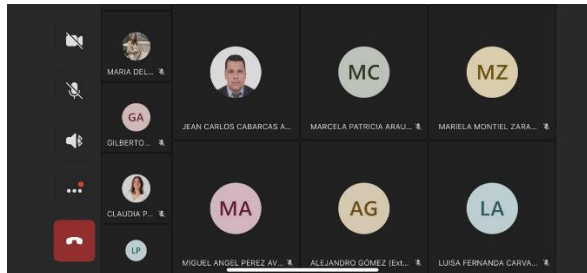 MARIA DEL...
GA
GILBERTO...
CLAUDIA P...
LP
JEAN CARLOS CABARCAS A...
MC
MARCELA PATRICIA ARAU...
MZ
MARIELA MONTIEL ZARA...
MA
MIGUEL ANGEL PEREZ AV...
AG
ALEJANDRO GÓMEZ (Ext...
LA
LUISA FERNANDA CARVA...